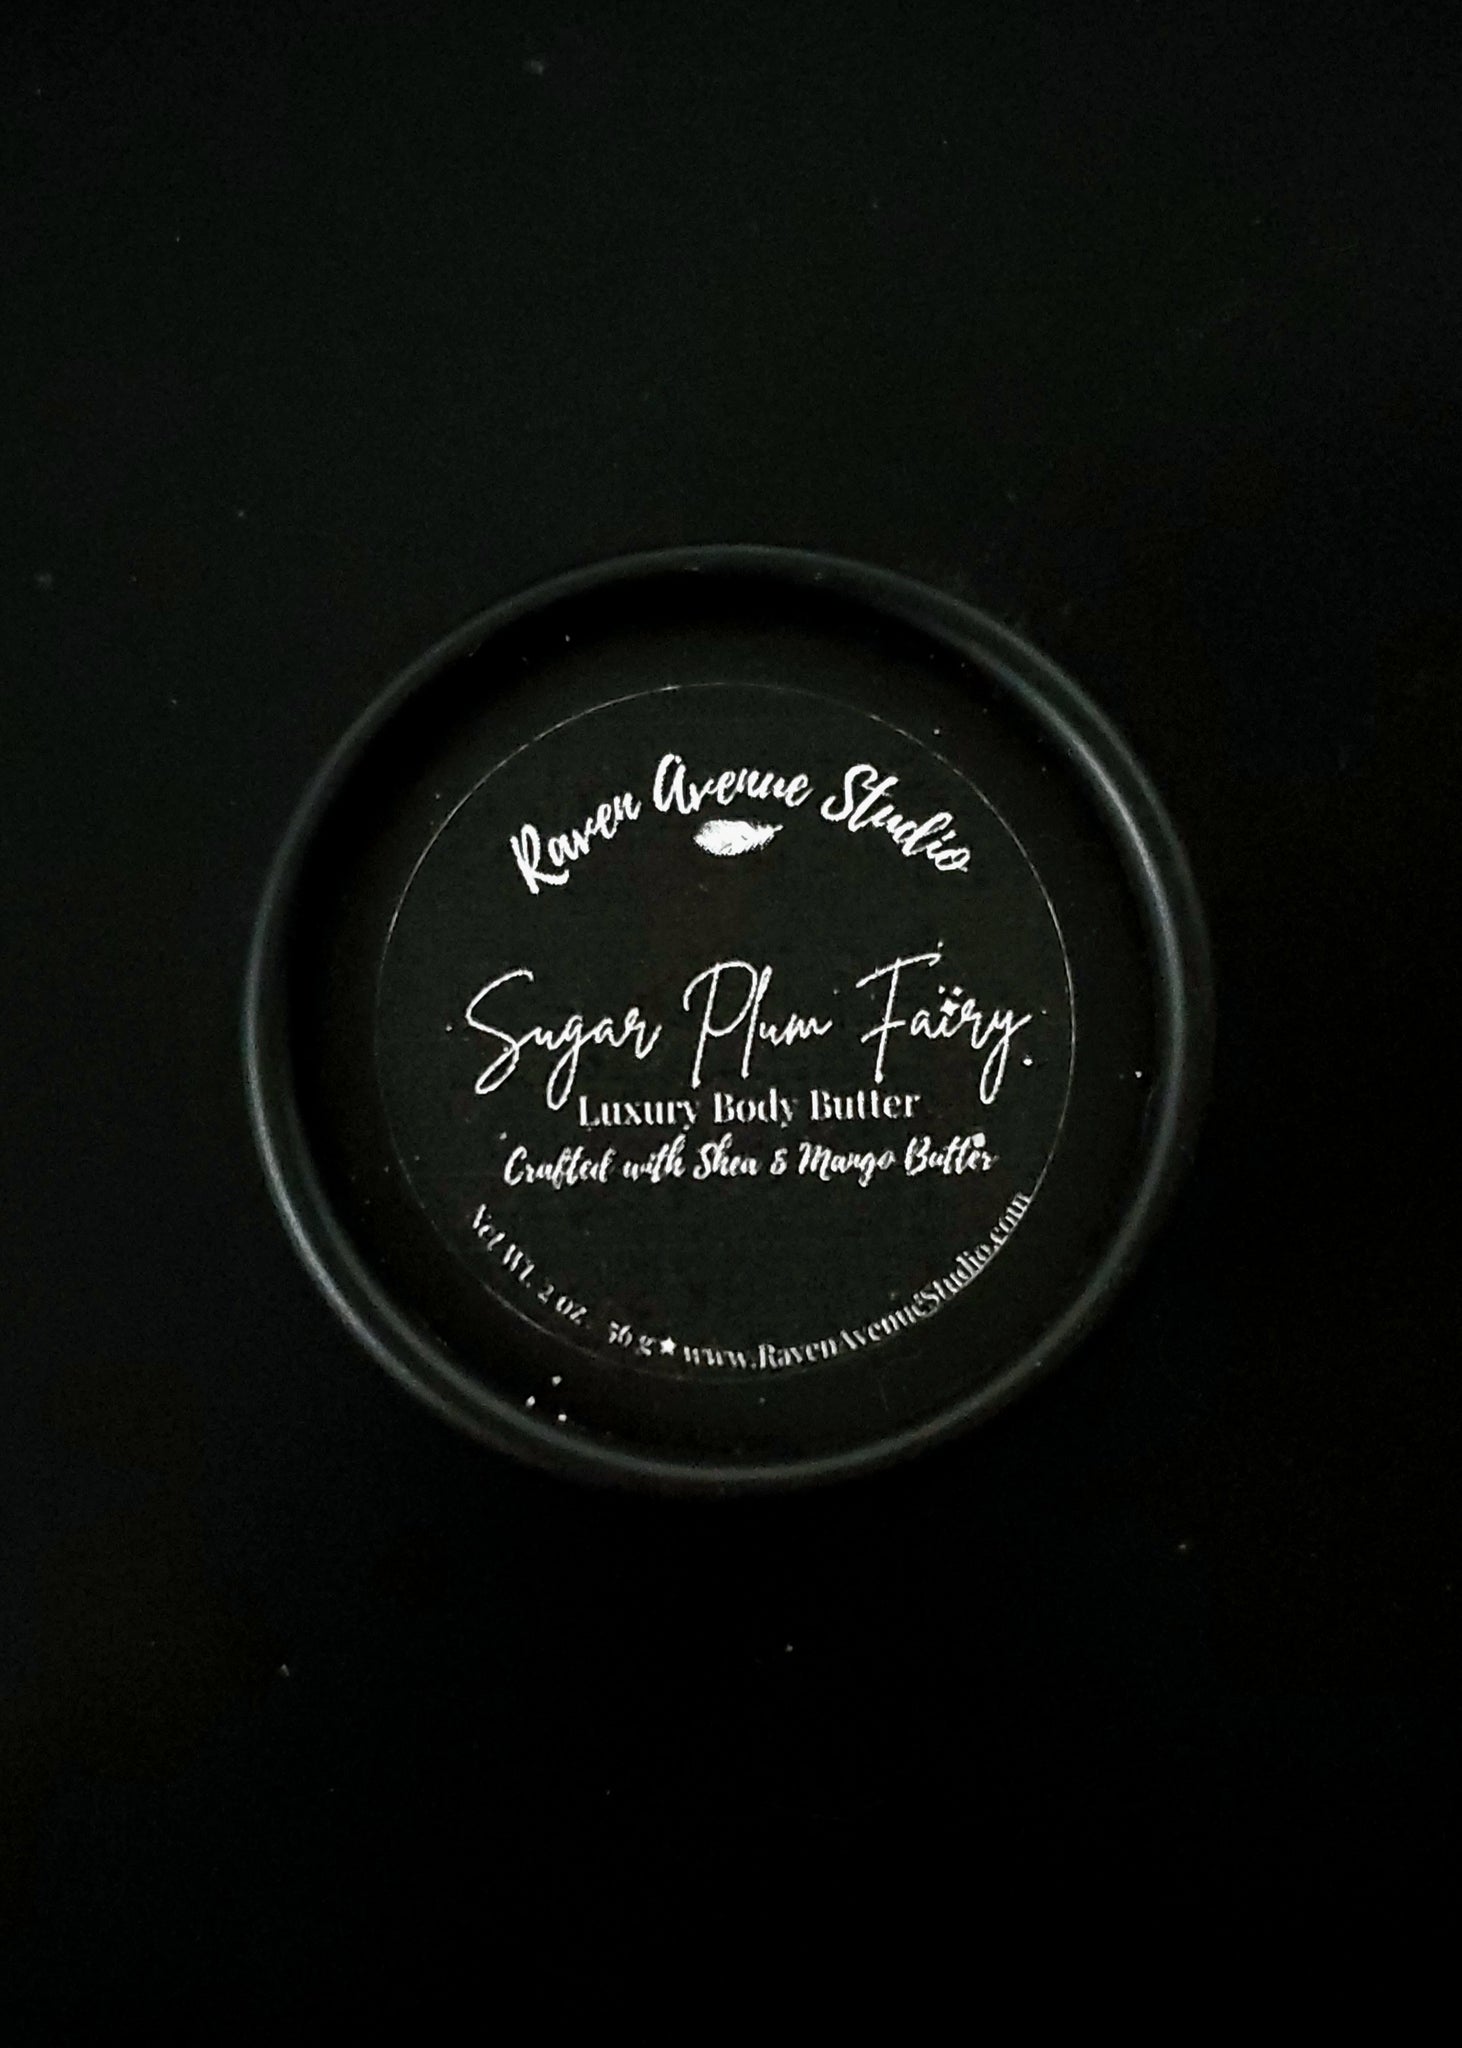 Raven Avenue Studio
Sugar Plum Fairy
Luxury Body Butter
Crafted with Shea & Mango Butter
Net Wt. 2 oz. 56 g★www.RavenAvenueStudio.com